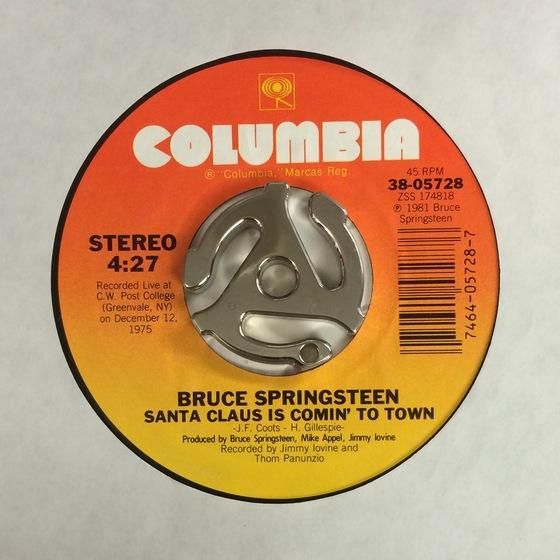 COLUMBIA
® "Columbia," Marcas Reg.
45 RPM
38-05728
ZSS 174818
℗ 1981 Bruce
Springsteen
STEREO
4:27
Recorded Live at
C.W. Post College
(Greenvale, NY)
on December 12,
1975
7464-05728-7
BRUCE SPRINGSTEEN
SANTA CLAUS IS COMIN' TO TOWN
-J.F. Coots - H. Gillespie-
Produced by Bruce Springsteen, Mike Appel, Jimmy Iovine
Recorded by Jimmy Iovine and
Thom Panunzio